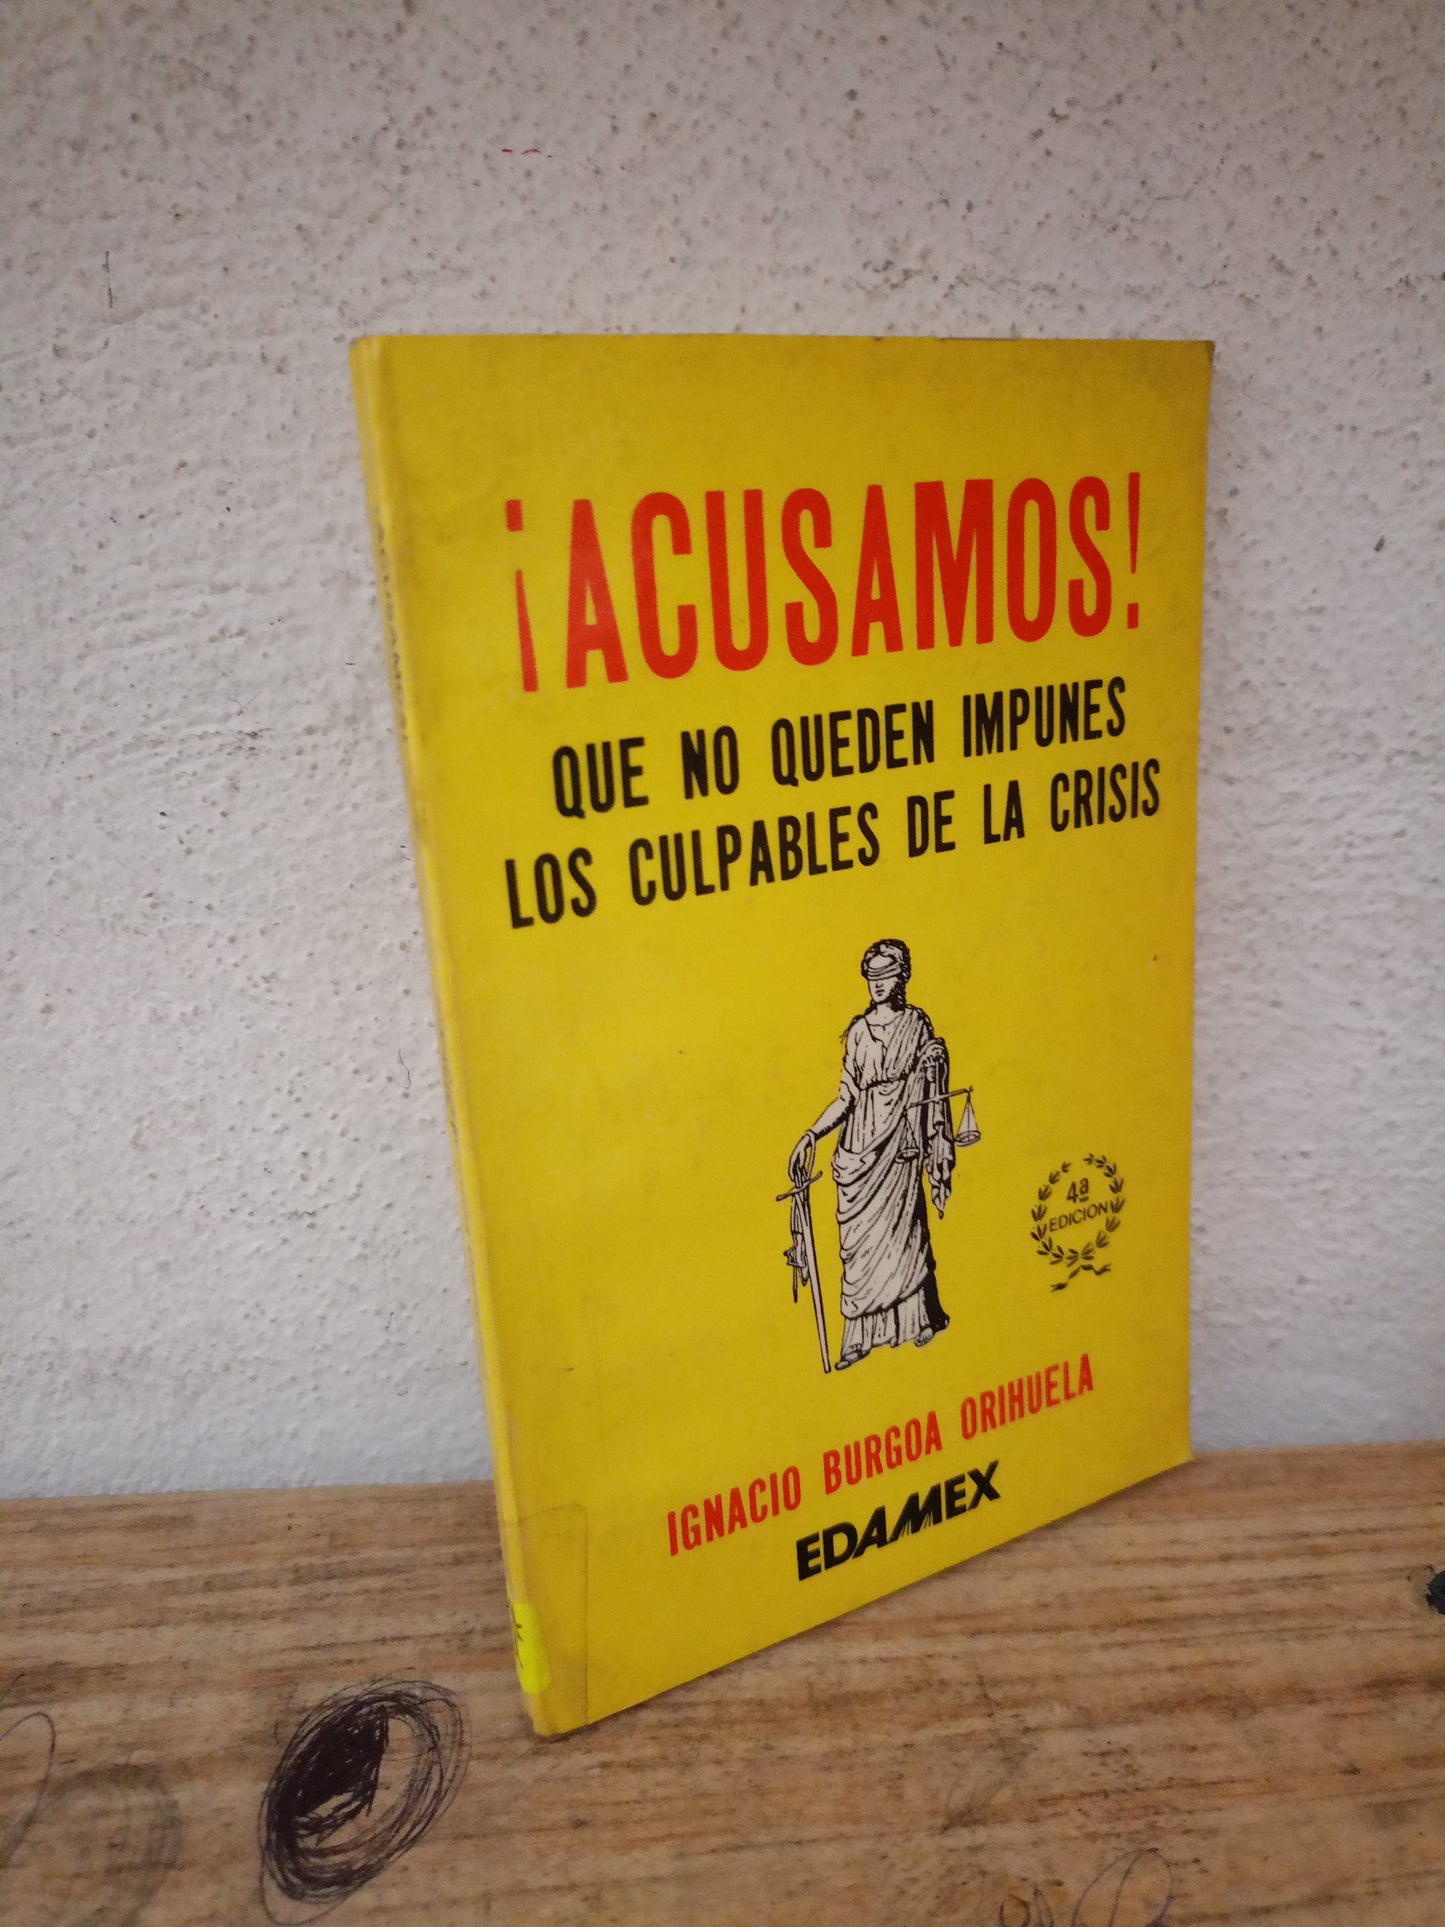 ¡ACUSAMOS!
QUE NO QUEDEN IMPUNES
LOS CULPABLES DE LA CRISIS
4ª
EDICION
IGNACIO BURGOA ORIHUELA
EDAMEX